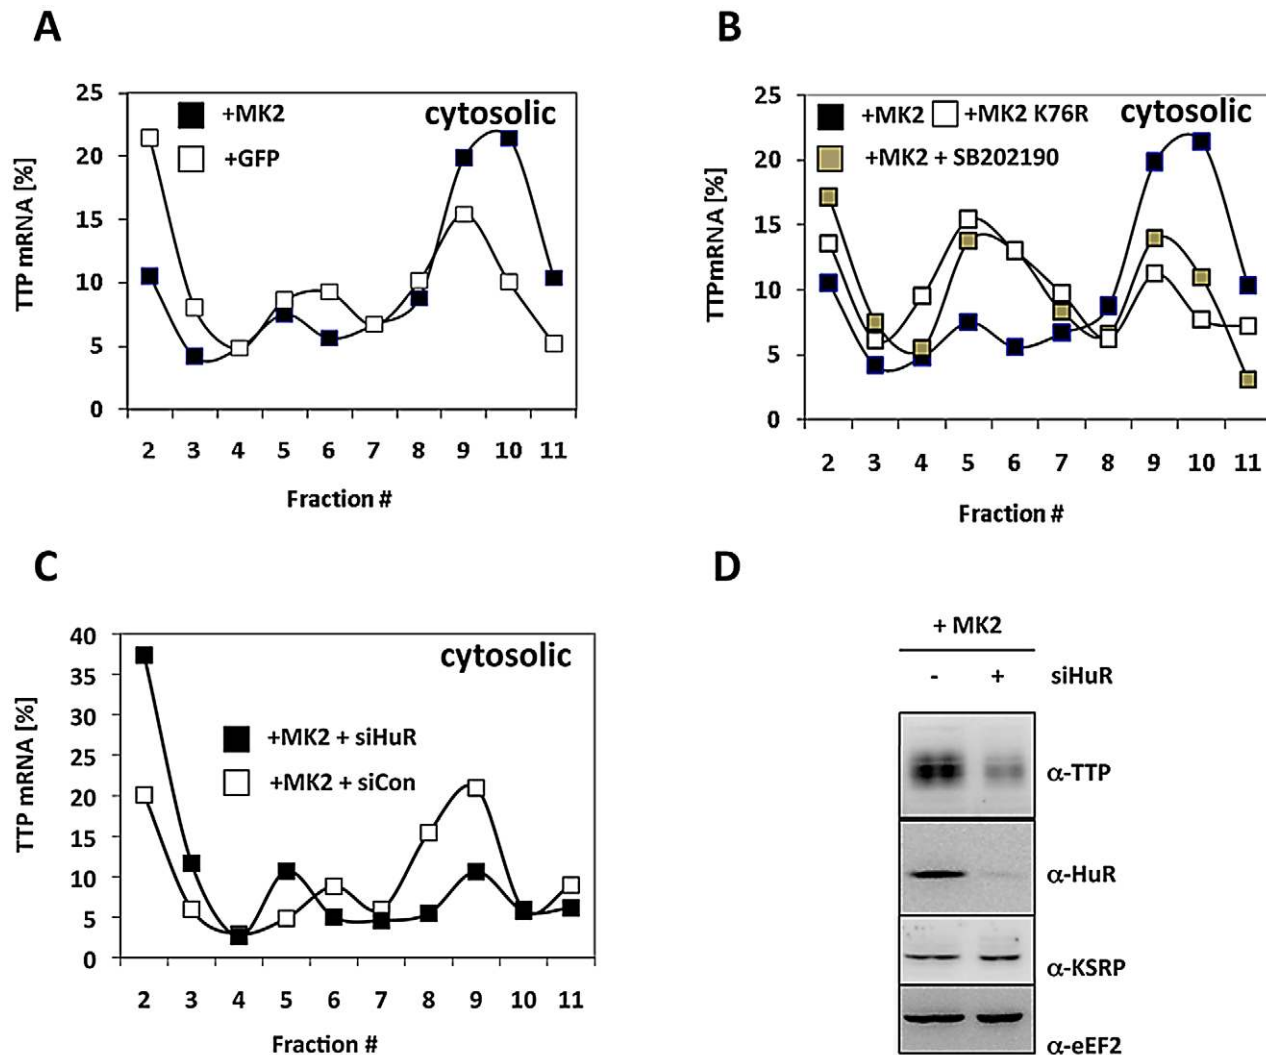 A
25
20
15
10
5
0
TTP mRNA [%]
+MK2
+GFP
cytosolic
2 3 4 5 6 7 8 9 10 11
Fraction #
B
25
20
15
10
5
0
TTPmRNA [%]
+MK2 +MK2 K76R
+MK2 + SB202190
cytosolic
2 3 4 5 6 7 8 9 10 11
Fraction #
C
40
35
30
25
20
15
10
5
0
TTP mRNA [%]
cytosolic
+MK2 + siHuR
+MK2 + siCon
2 3 4 5 6 7 8 9 10 11
Fraction #
D
+ MK2
- + siHuR
α-TTP
α-HuR
α-KSRP
α-eEF2